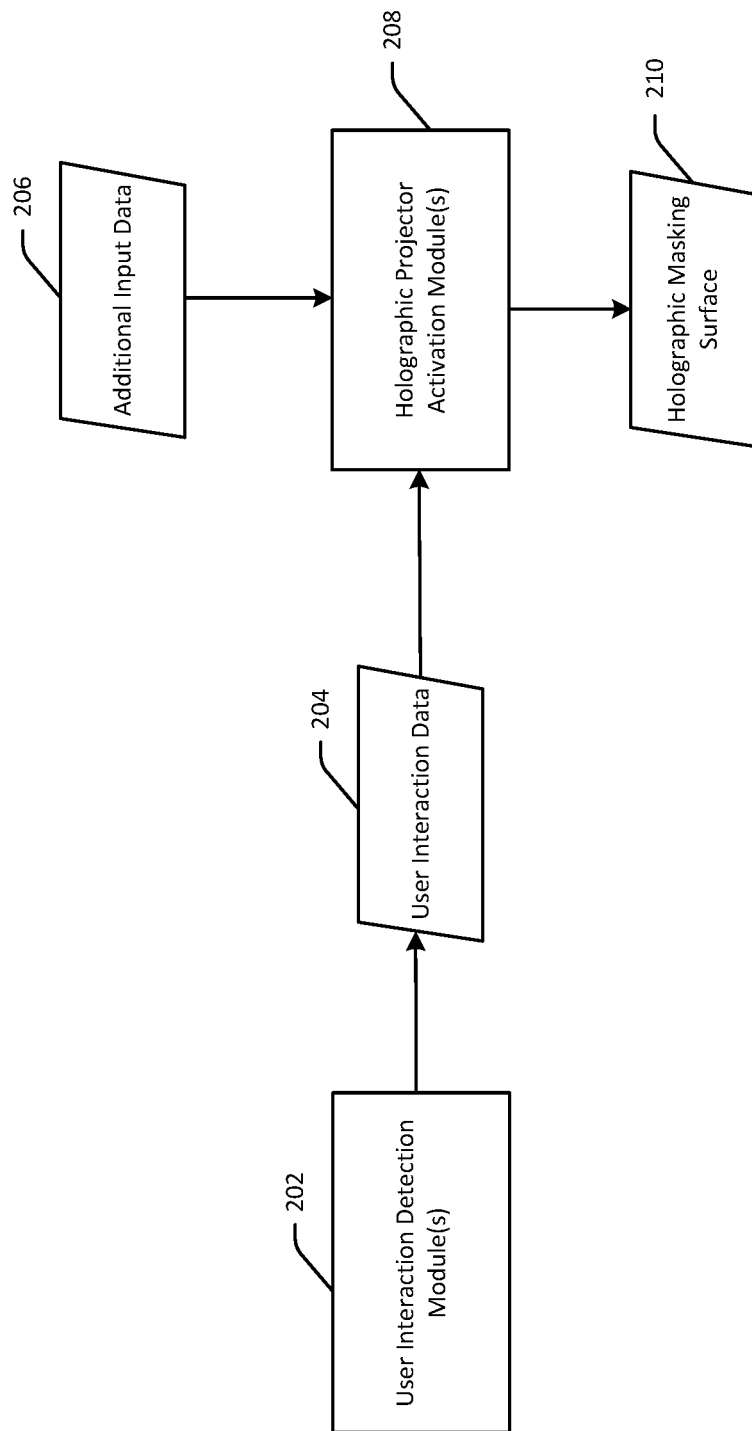 202
User Interaction Detection
Module(s)
204
User Interaction Data
206
Additional Input Data
208
Holographic Projector
Activation Module(s)
210
Holographic Masking
Surface